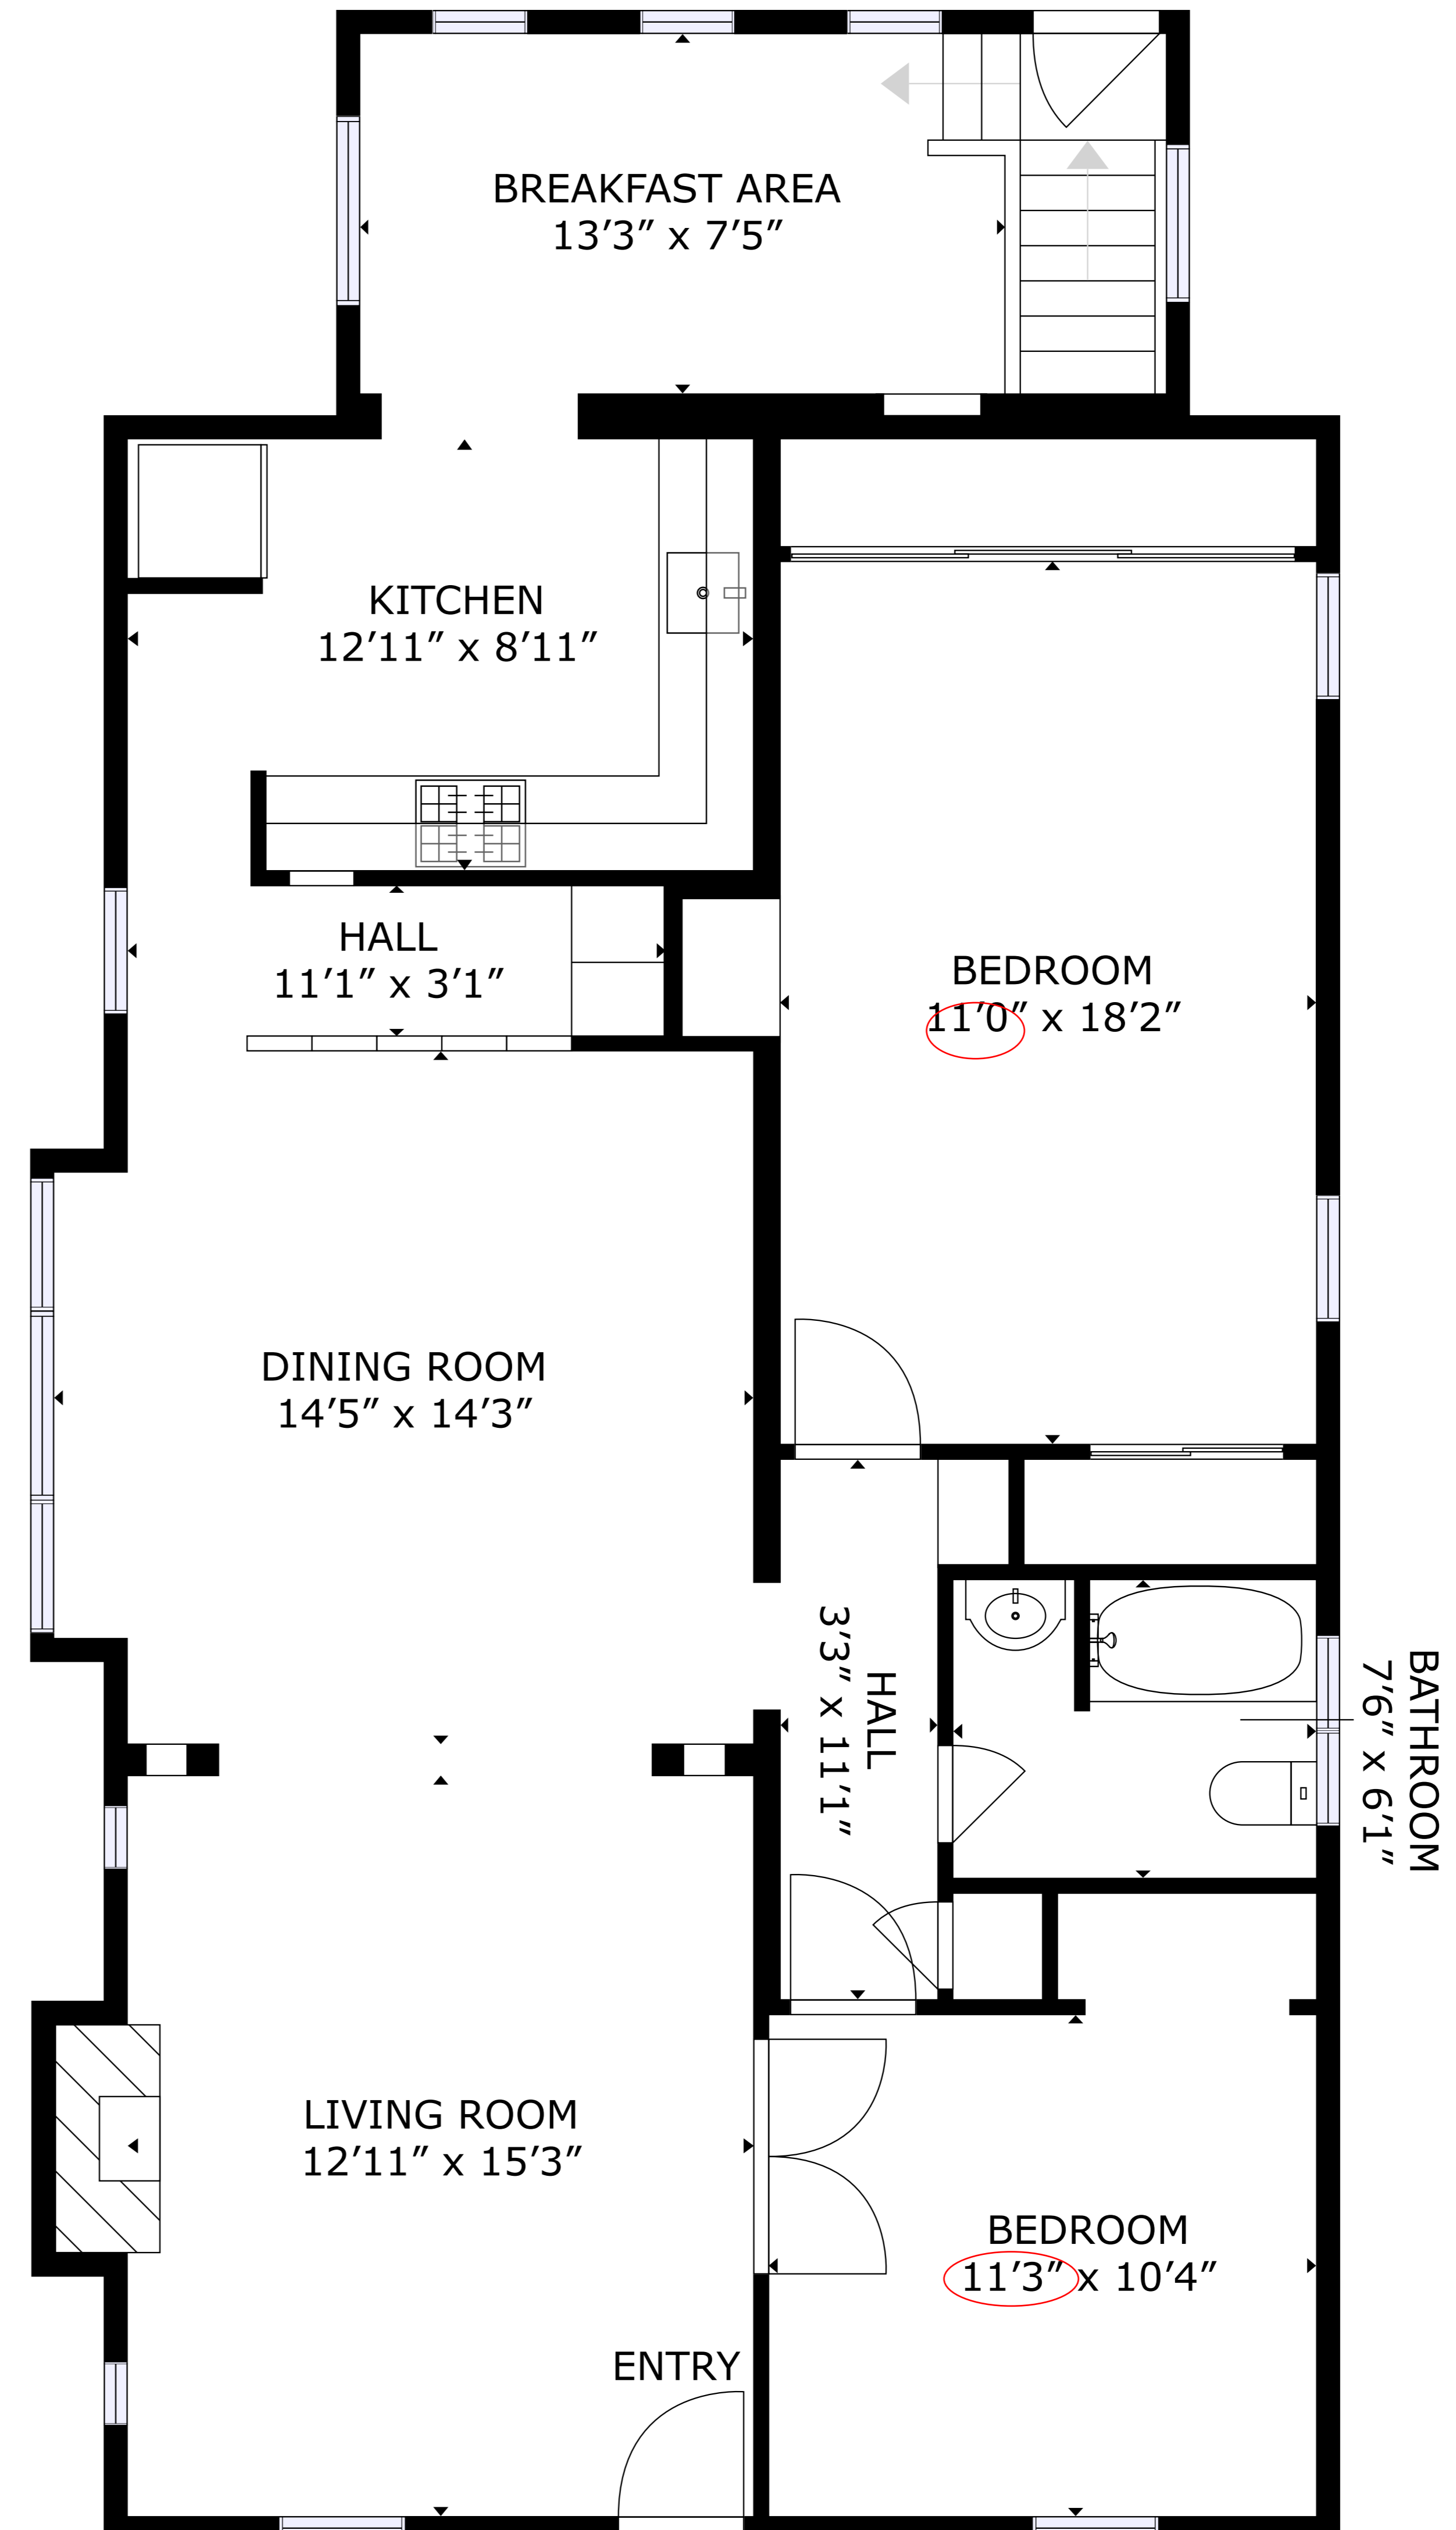 BREAKFAST AREA
13′3″ x 7′5″
KITCHEN
12′11″ x 8′11″
HALL
11′1″ x 3′1″
BEDROOM
11′0″ x 18′2″
DINING ROOM
14′5″ x 14′3″
HALL
3′3″ x 11′1″
BATHROOM
7′6″ x 6′1″
LIVING ROOM
12′11″ x 15′3″
BEDROOM
11′3″ x 10′4″
ENTRY